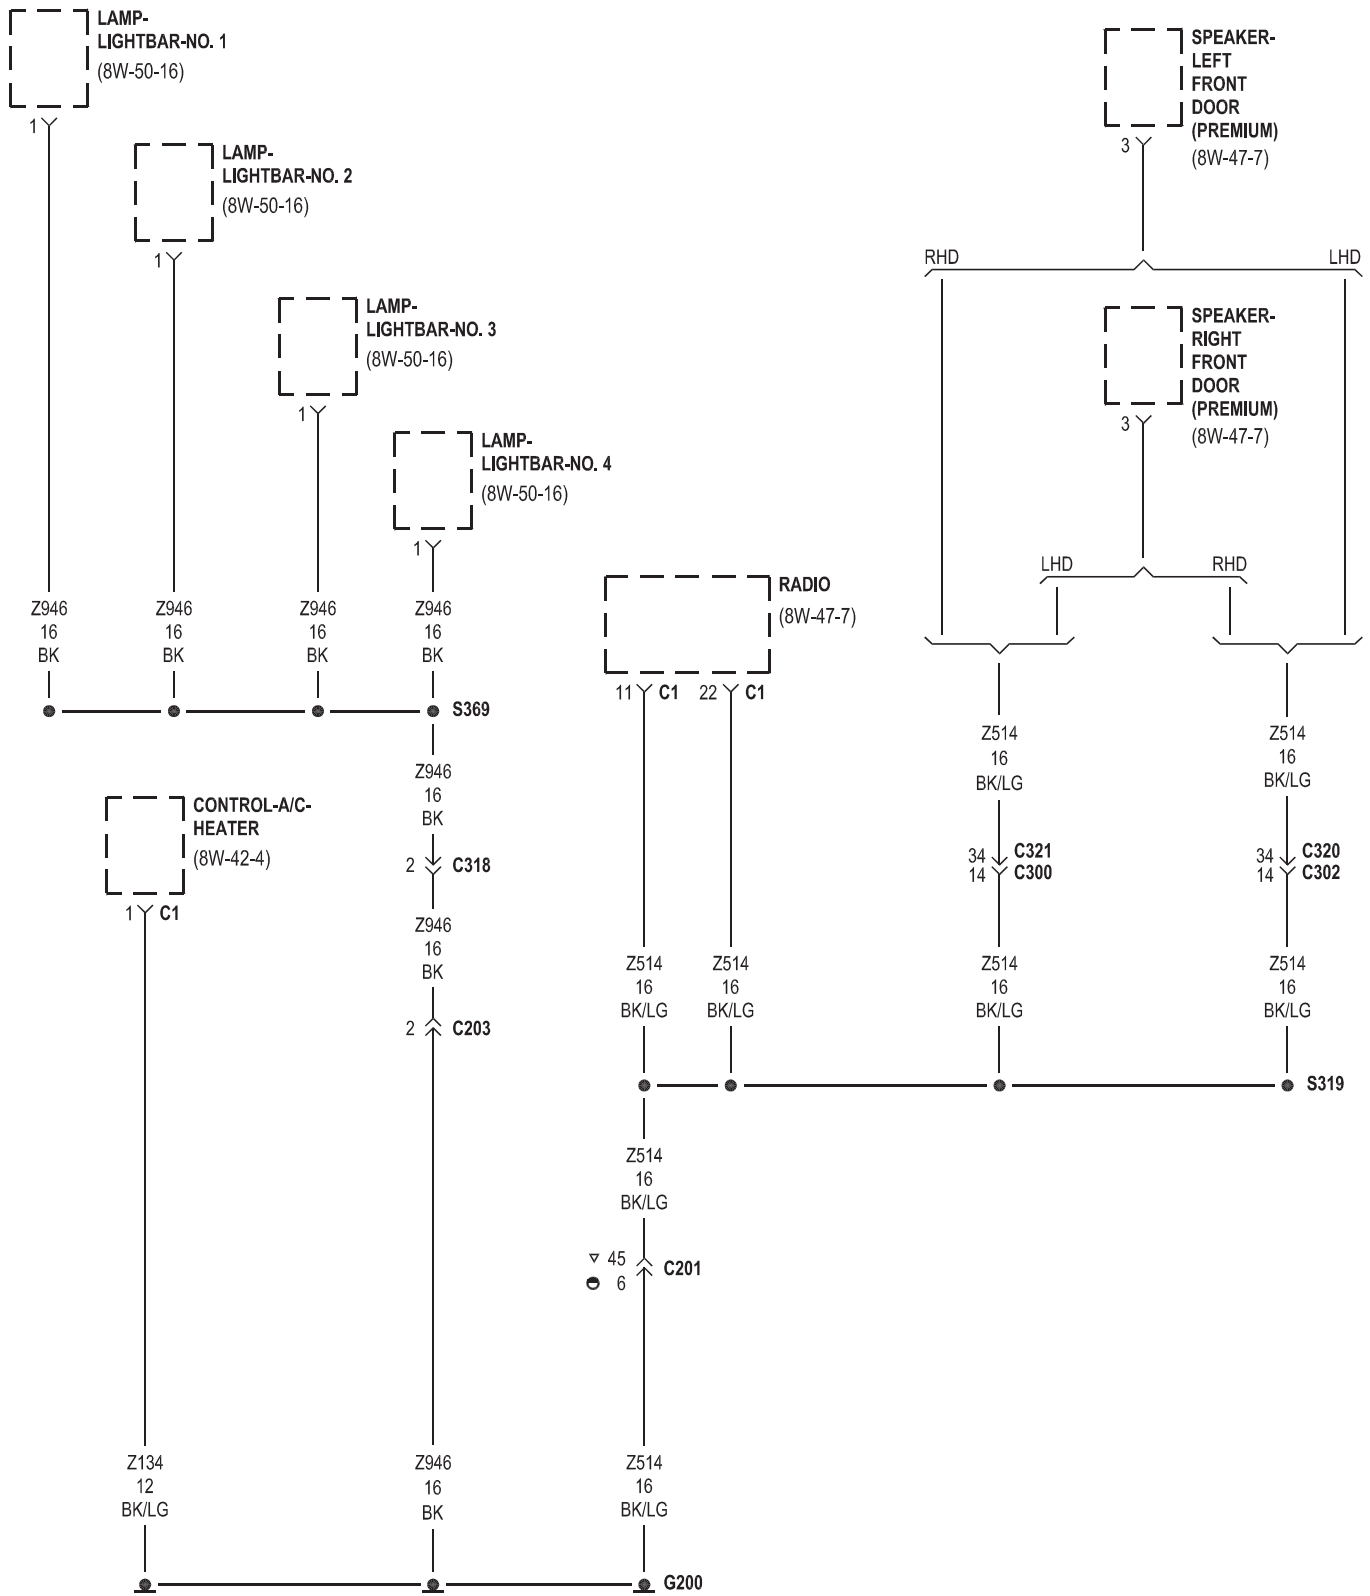 LAMP-
LIGHTBAR-NO. 1
(8W-50-16)
1
LAMP-
LIGHTBAR-NO. 2
(8W-50-16)
1
LAMP-
LIGHTBAR-NO. 3
(8W-50-16)
1
LAMP-
LIGHTBAR-NO. 4
(8W-50-16)
1
Z946
16
BK
Z946
16
BK
Z946
16
BK
Z946
16
BK
S369
Z946
16
BK
2 C318
Z946
16
BK
2 C203
CONTROL-A/C-
HEATER
(8W-42-4)
1 C1
SPEAKER-
LEFT
FRONT
DOOR
(PREMIUM)
(8W-47-7)
3
RHD
LHD
SPEAKER-
RIGHT
FRONT
DOOR
(PREMIUM)
(8W-47-7)
3
LHD
RHD
RADIO
(8W-47-7)
11 C1
22 C1
Z514
16
BK/LG
Z514
16
BK/LG
34 C321
14 C300
34 C320
14 C302
Z514
16
BK/LG
Z514
16
BK/LG
Z514
16
BK/LG
Z514
16
BK/LG
S319
Z514
16
BK/LG
45
6
C201
Z134
12
BK/LG
Z946
16
BK
Z514
16
BK/LG
G200